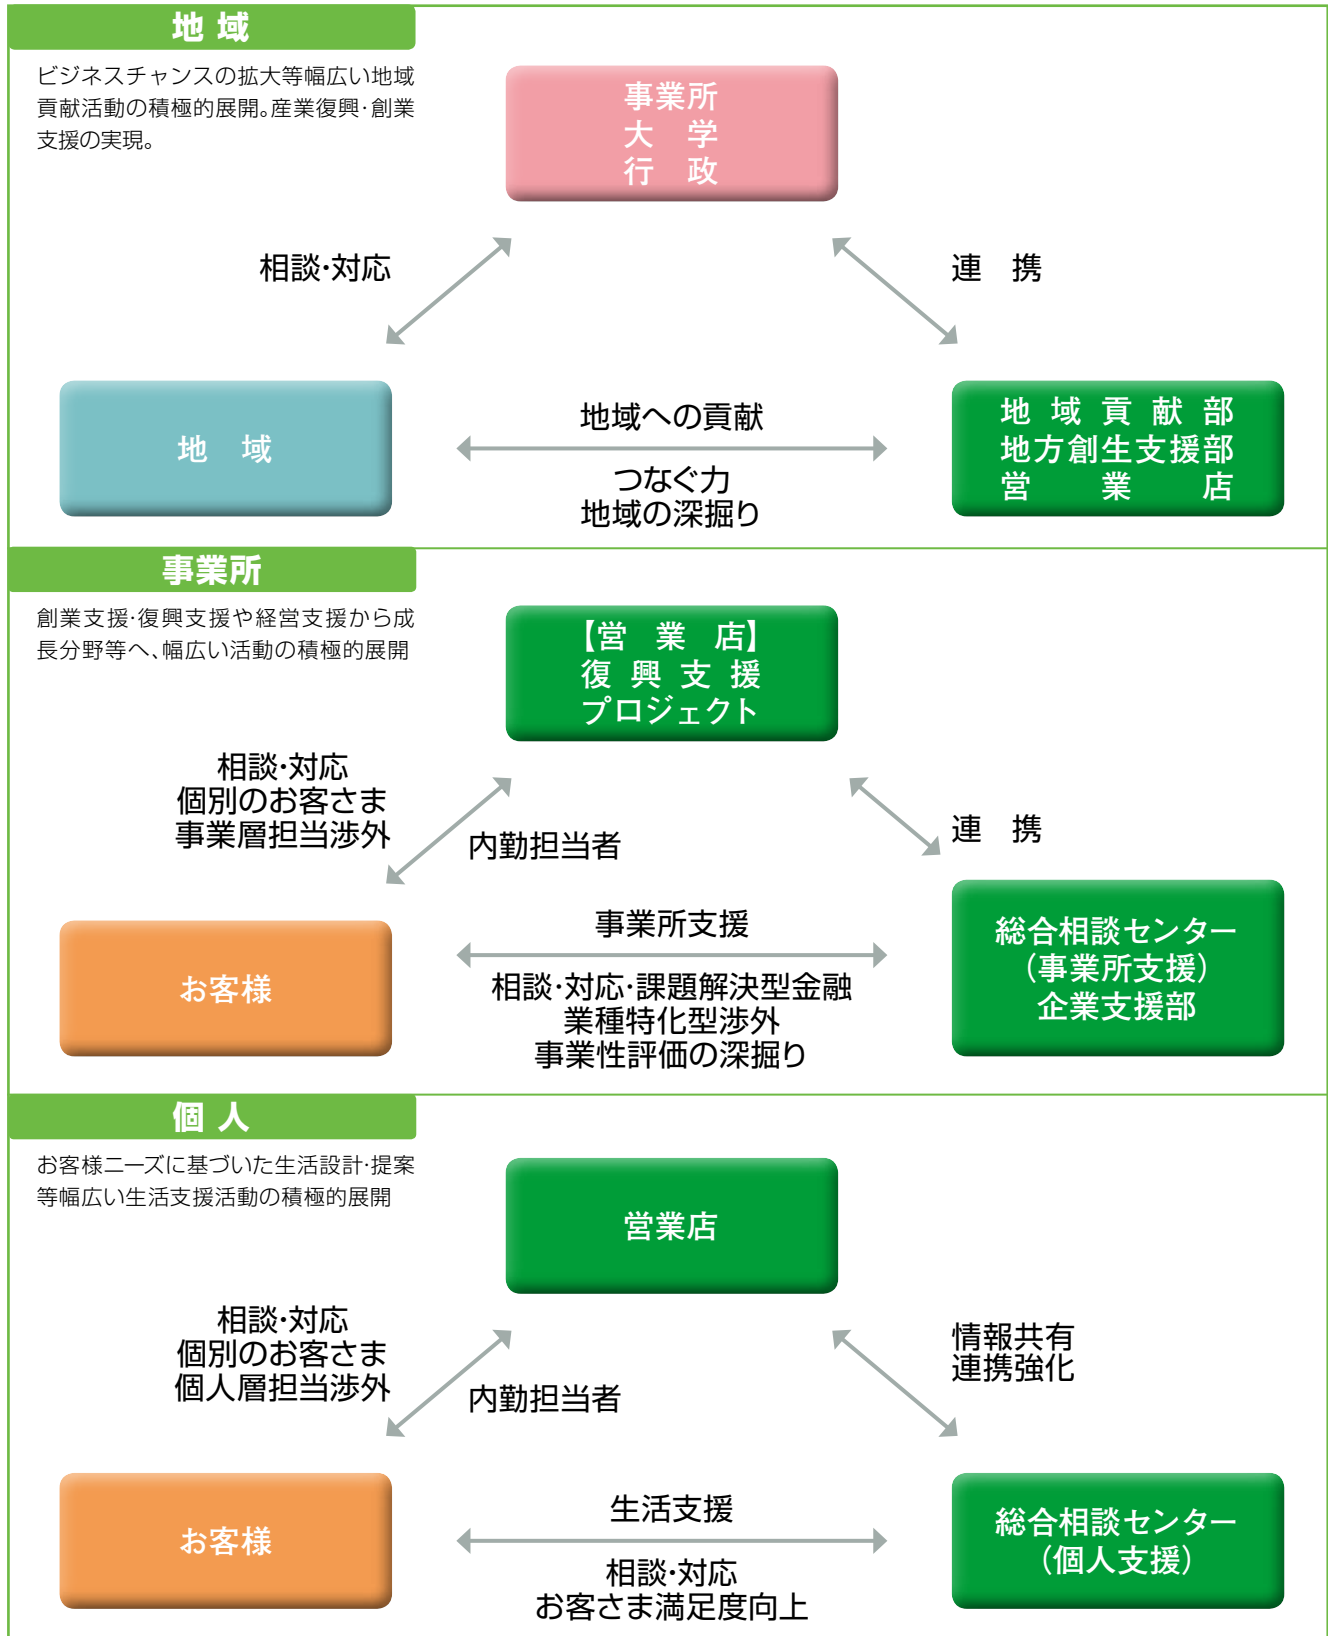 地 域
ビジネスチャンスの拡大等幅広い地域
貢献活動の積極的展開。産業復興・創業
支援の実現。
事業所
大　学
行　政
相談・対応
連　携
地　域
地域への貢献
つなぐ力
地域の深掘り
地域貢献部
地方創生支援部
営業店
事業所
創業支援・復興支援や経営支援から成
長分野等へ、幅広い活動の積極的展開
【営　業　店】
復興支援
プロジェクト
相談・対応
個別のお客さま
事業層担当渉外
内勤担当者
連　携
お客様
事業所支援
相談・対応・課題解決型金融
業種特化型渉外
事業性評価の深掘り
総合相談センター
（事業所支援）
企業支援部
個 人
お客様ニーズに基づいた生活設計・提案
等幅広い生活支援活動の積極的展開
営業店
相談・対応
個別のお客さま
個人層担当渉外
内勤担当者
情報共有
連携強化
お客様
生活支援
相談・対応
お客さま満足度向上
総合相談センター
（個人支援）